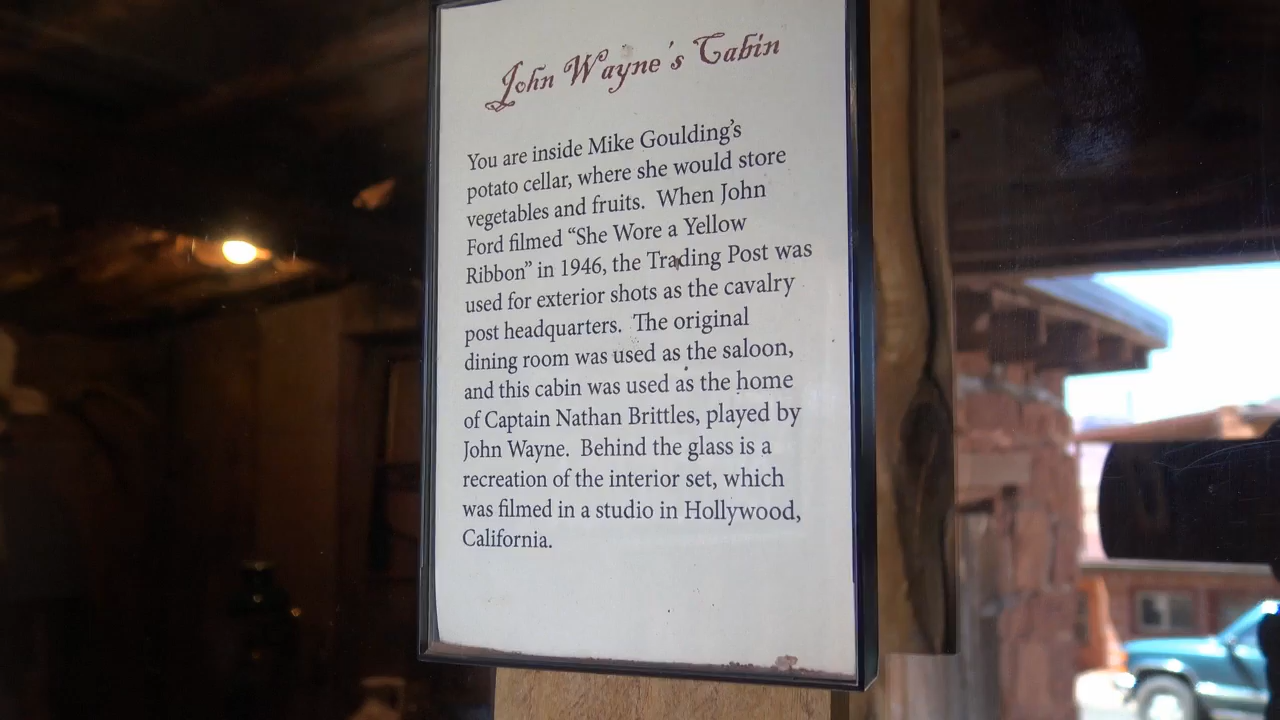 John Wayne's Cabin
You are inside Mike Goulding's
potato cellar, where she would store
vegetables and fruits. When John
Ford filmed “She Wore a Yellow
Ribbon” in 1946, the Trading Post was
used for exterior shots as the cavalry
post headquarters. The original
dining room was used as the saloon,
and this cabin was used as the home
of Captain Nathan Brittles, played by
John Wayne. Behind the glass is a
recreation of the interior set, which
was filmed in a studio in Hollywood,
California.